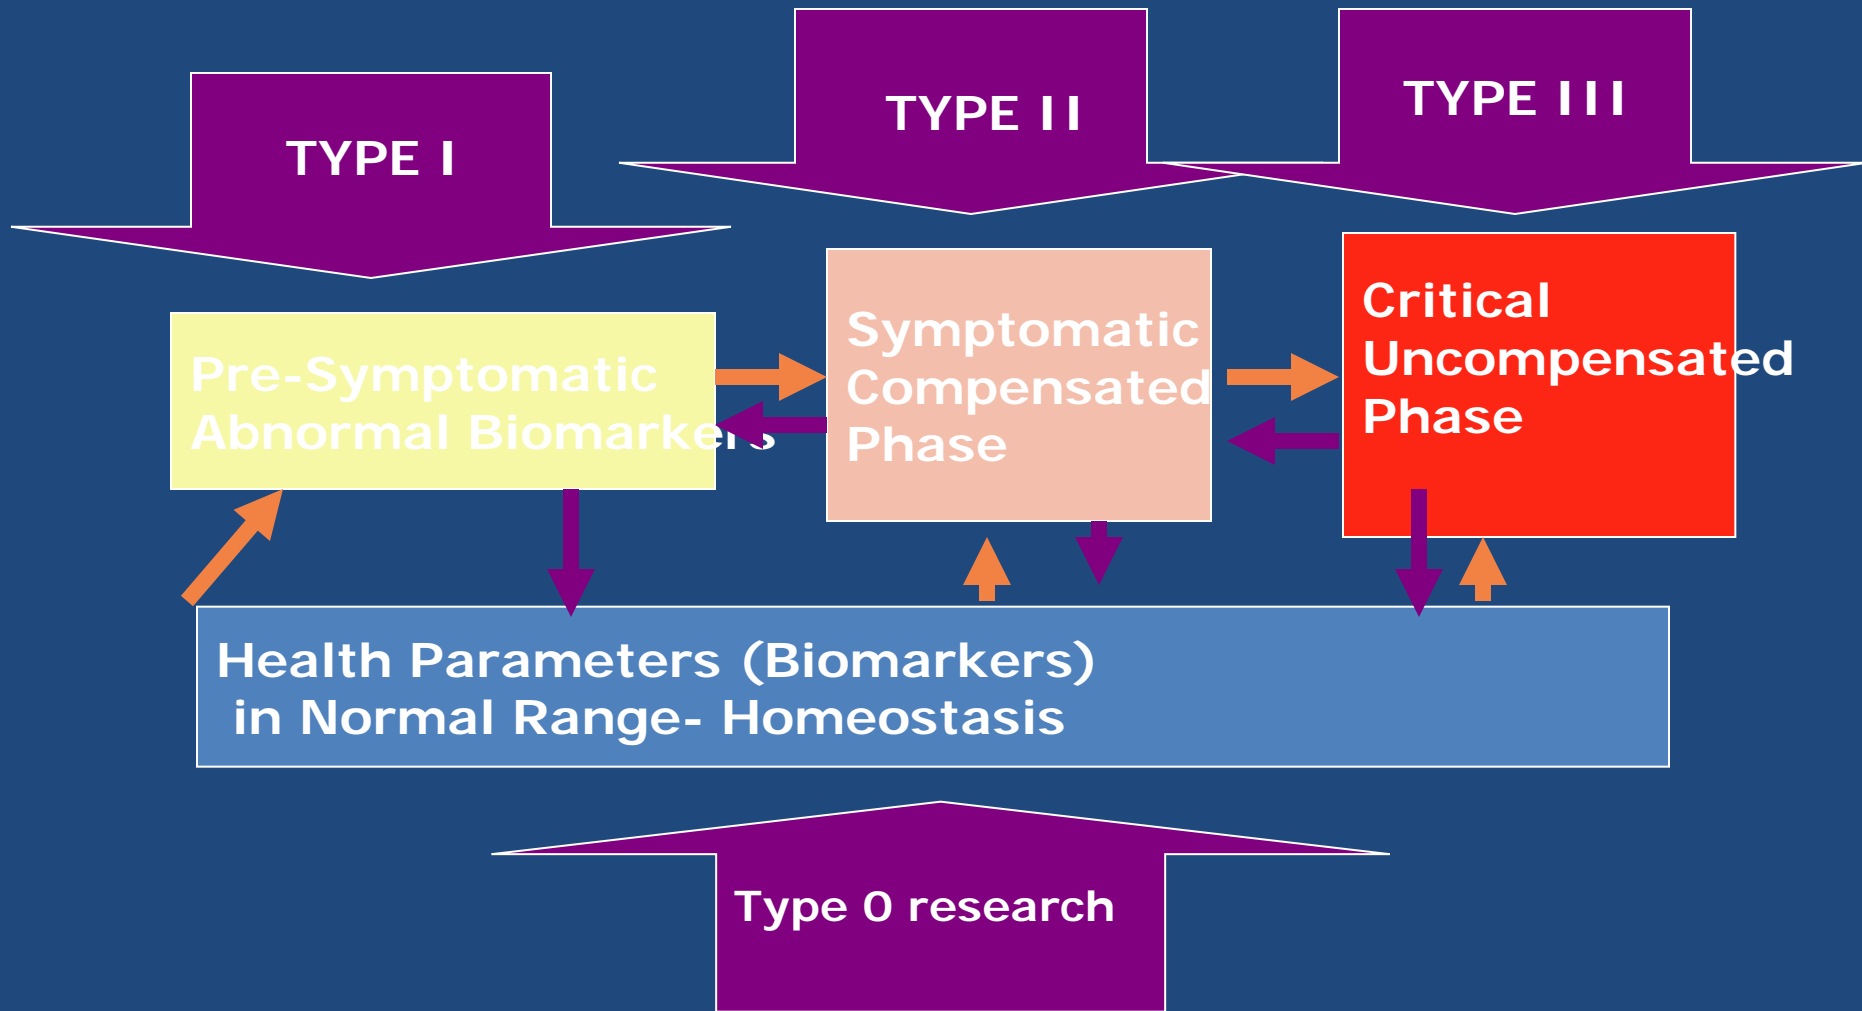 TYPE I
TYPE II
TYPE III
Pre-Symptomatic
Abnormal Biomarkers
Symptomatic
Compensated
Phase
Critical
Uncompensated
Phase
Health Parameters (Biomarkers)
in Normal Range- Homeostasis
Type 0 research